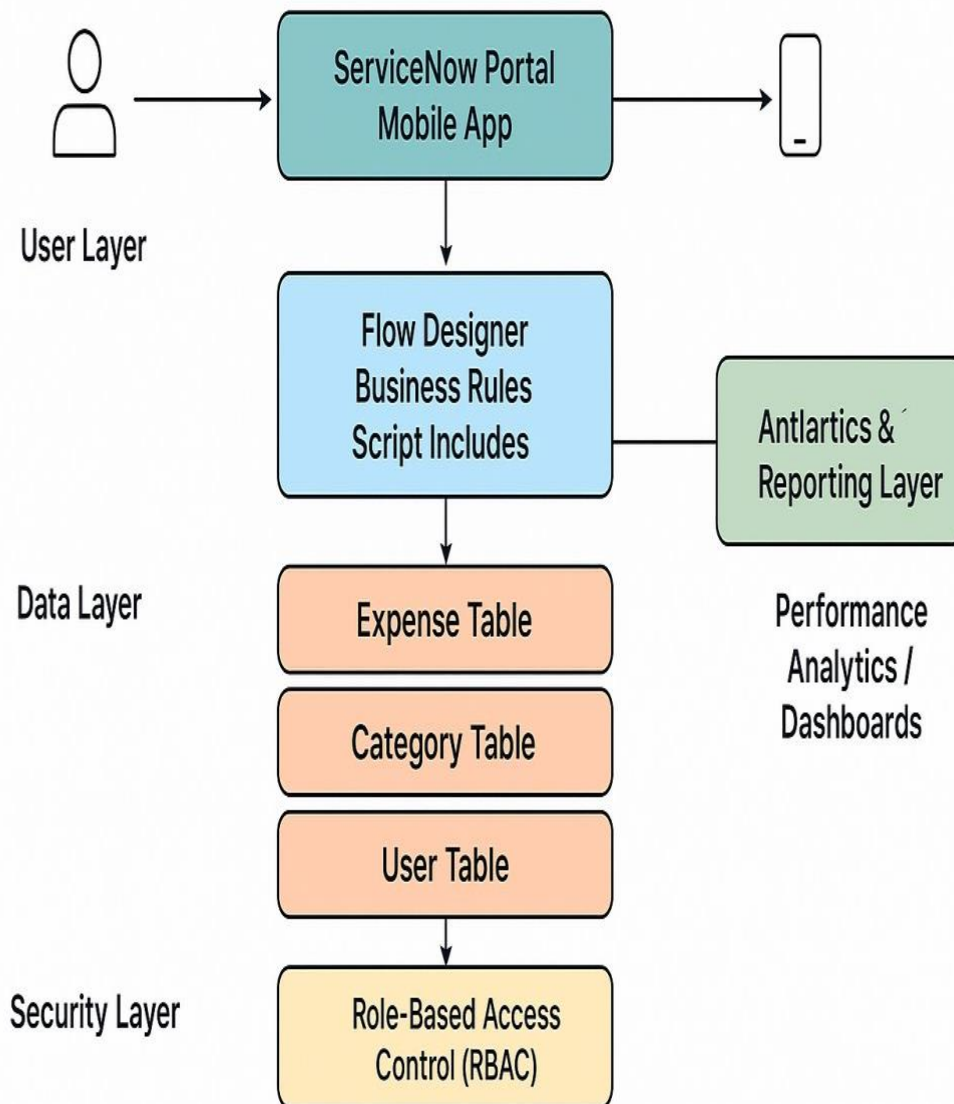 ServiceNow Portal
Mobile App
User Layer
Flow Designer
Business Rules
Script Includes
Antlartics &
Reporting Layer
Data Layer
Expense Table
Performance
Analytics /
Dashboards
Category Table
User Table
Security Layer
Role-Based Access
Control (RBAC)